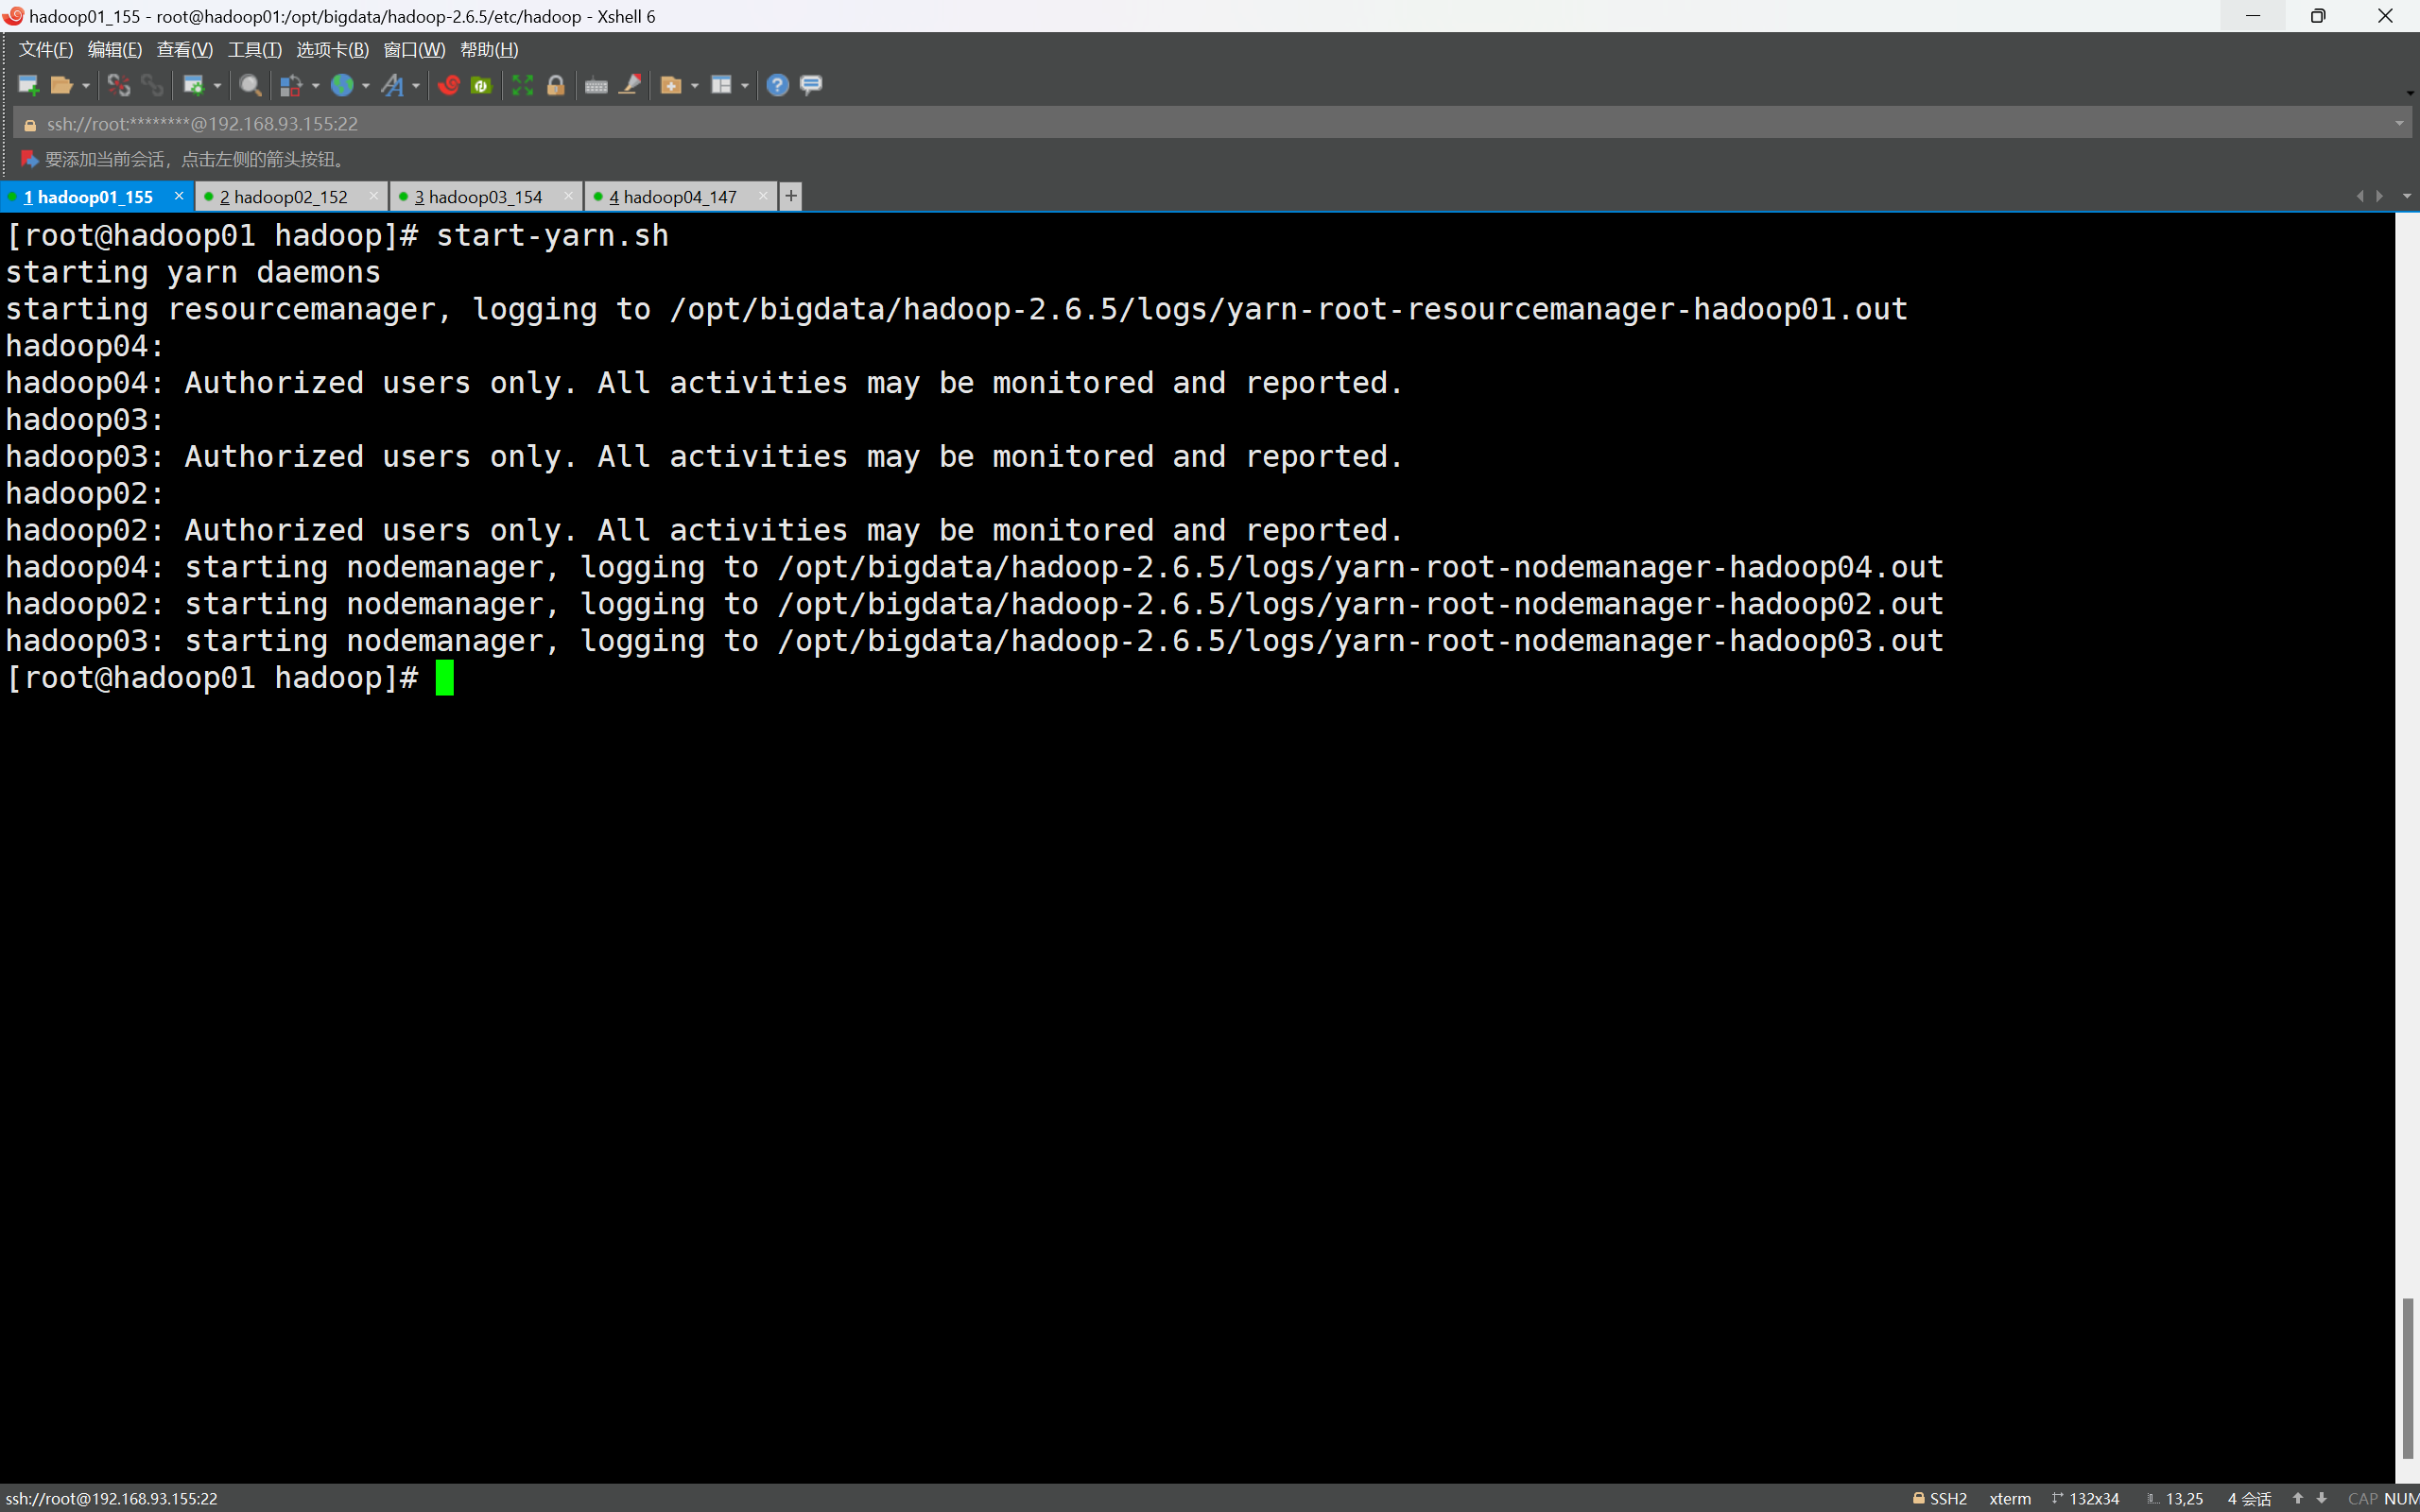 hadoop01_155 - root@hadoop01:/opt/bigdata/hadoop-2.6.5/etc/hadoop - Xshell 6
文件(F) 编辑(E) 查看(V) 工具(T) 选项卡(B) 窗口(W) 帮助(H)
ssh://root:********@192.168.93.155:22
要添加当前会话，点击左侧的箭头按钮。
1 hadoop01_155 × 2 hadoop02_152 × 3 hadoop03_154 × 4 hadoop04_147 × +
[root@hadoop01 hadoop]# start-yarn.sh
starting yarn daemons
starting resourcemanager, logging to /opt/bigdata/hadoop-2.6.5/logs/yarn-root-resourcemanager-hadoop01.out
hadoop04:
hadoop04: Authorized users only. All activities may be monitored and reported.
hadoop03:
hadoop03: Authorized users only. All activities may be monitored and reported.
hadoop02:
hadoop02: Authorized users only. All activities may be monitored and reported.
hadoop04: starting nodemanager, logging to /opt/bigdata/hadoop-2.6.5/logs/yarn-root-nodemanager-hadoop04.out
hadoop02: starting nodemanager, logging to /opt/bigdata/hadoop-2.6.5/logs/yarn-root-nodemanager-hadoop02.out
hadoop03: starting nodemanager, logging to /opt/bigdata/hadoop-2.6.5/logs/yarn-root-nodemanager-hadoop03.out
[root@hadoop01 hadoop]#
ssh://root@192.168.93.155:22 SSH2 xterm 132x34 13,25 4 会话 CAP NUM